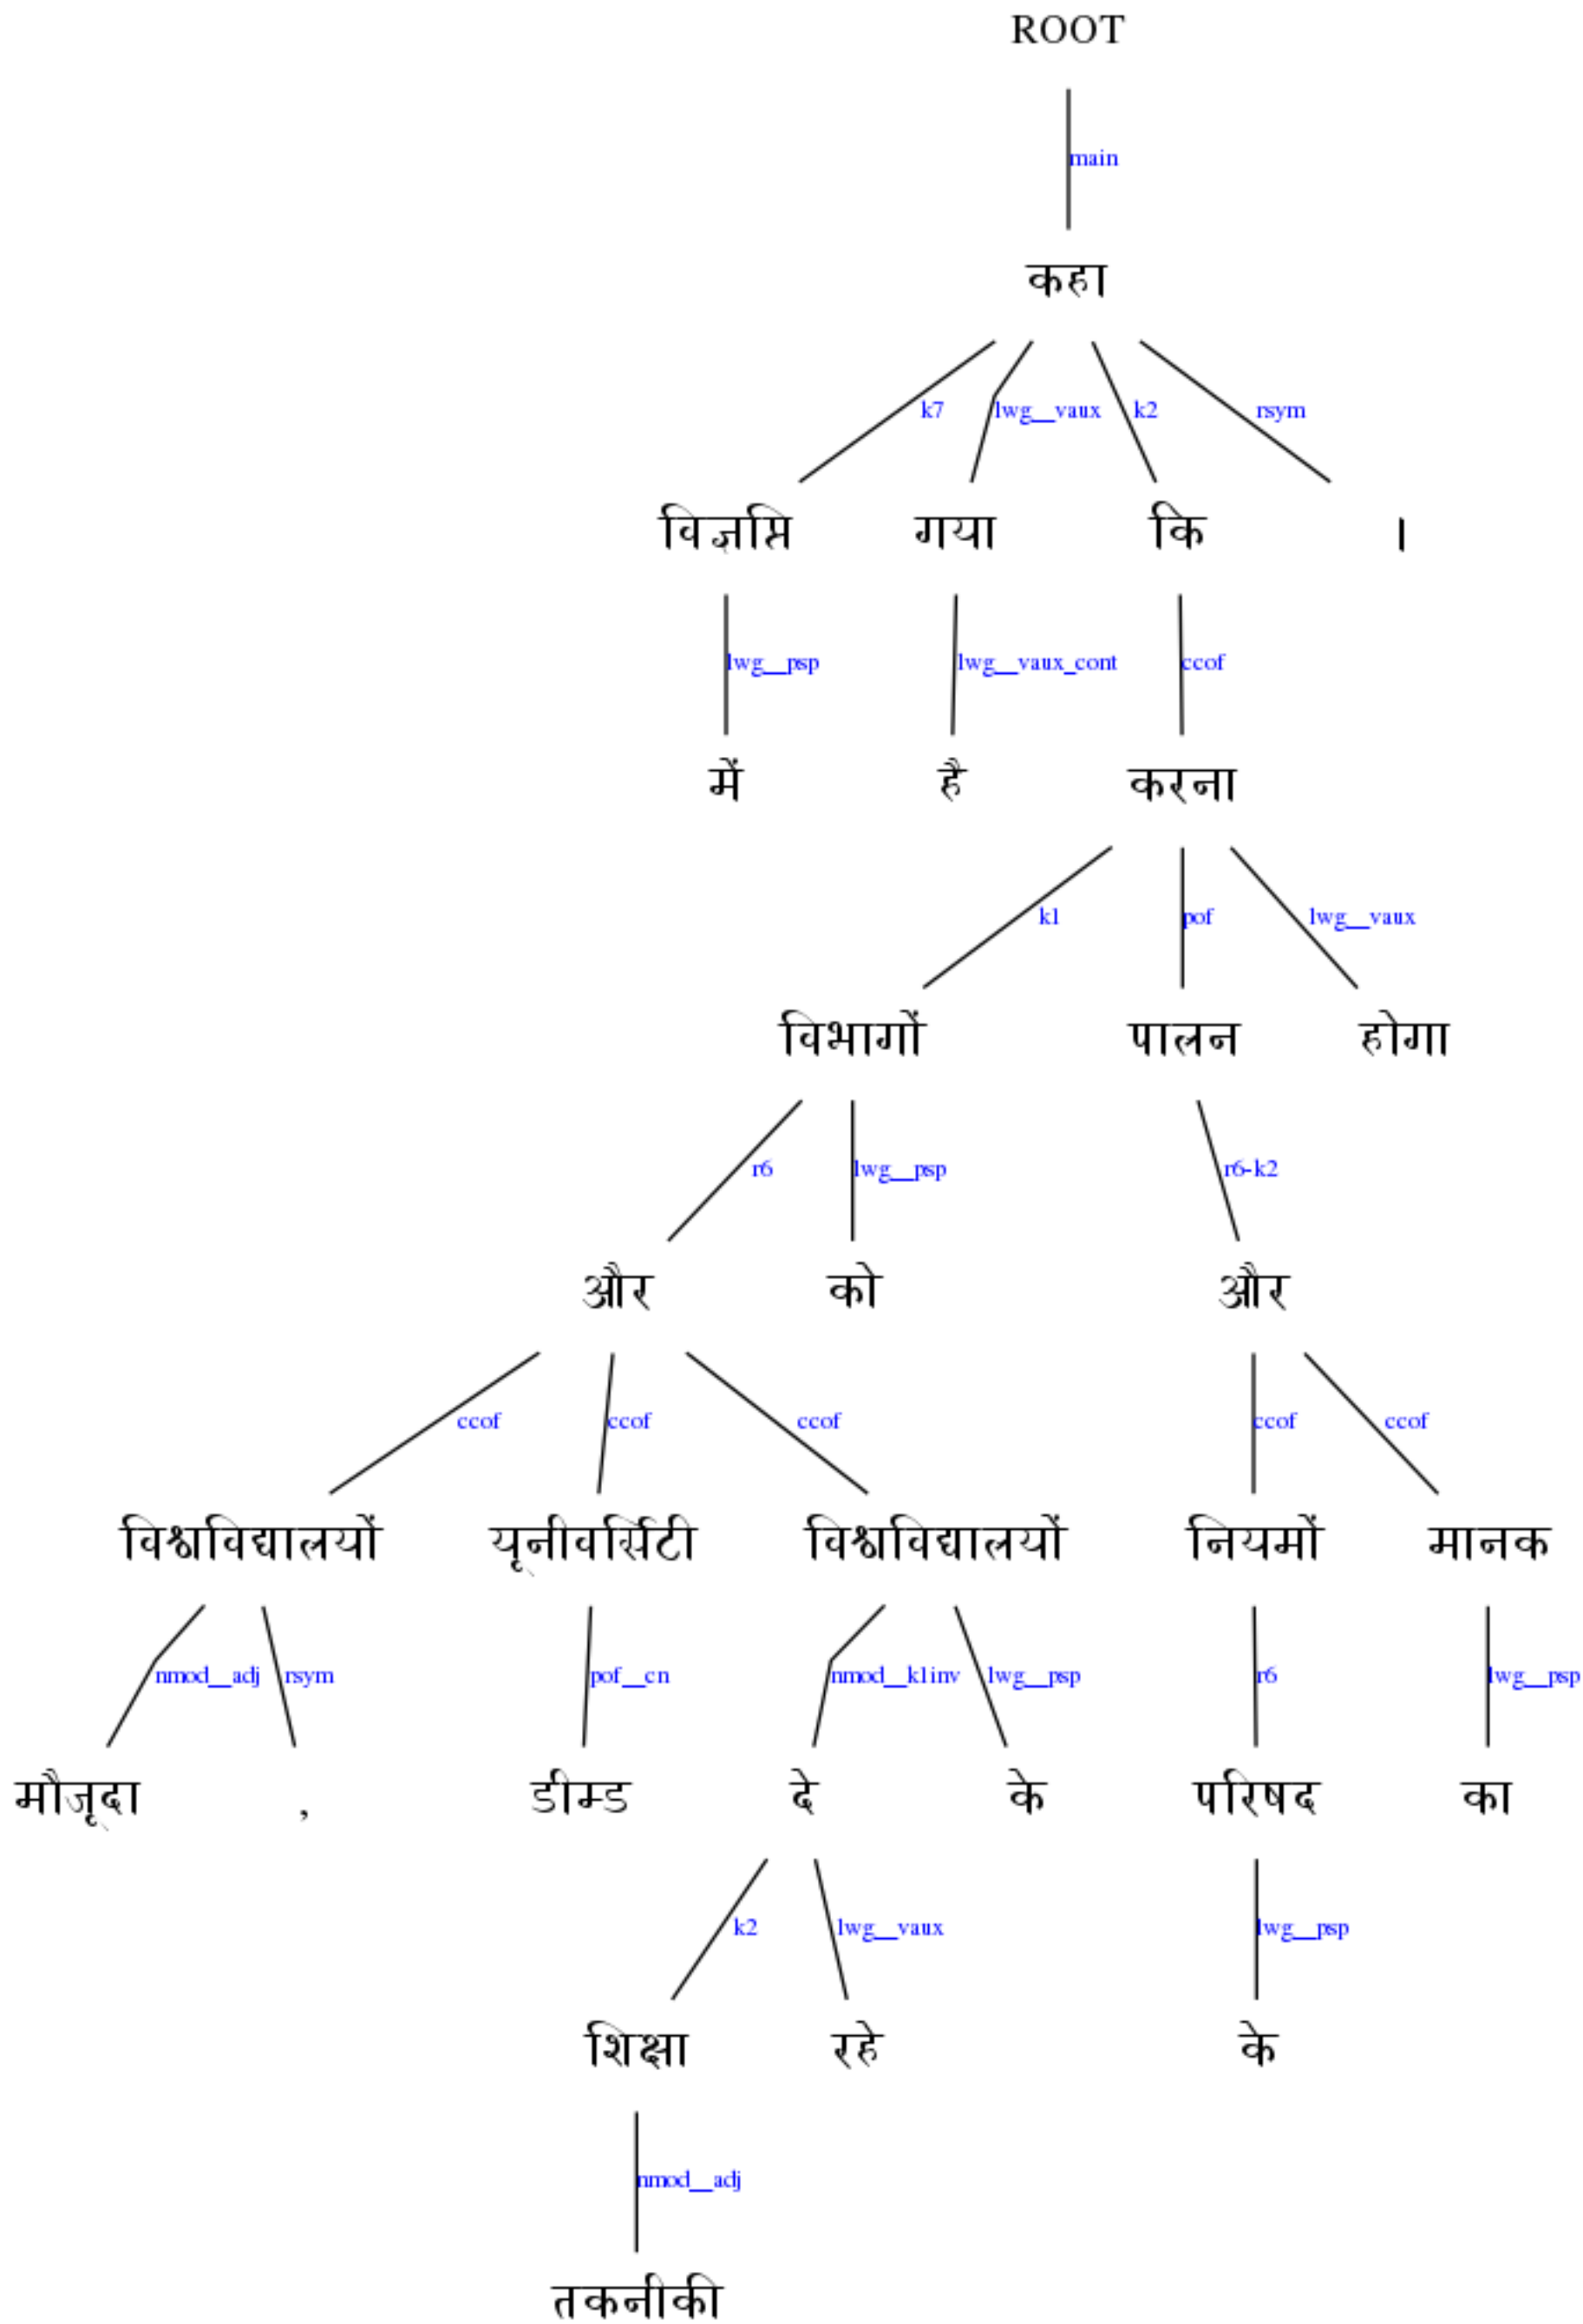 ROOT
main
कहा
k7 lwg__vaux k2 rsym
विज्ञप्ति गया कि ।
lwg__psp lwg__vaux_cont ccof
में है करना
k1 pof lwg__vaux
विभागों पालन होगा
r6 lwg__psp r6-k2
और को और
ccof ccof ccof ccof ccof
विश्वविद्यालयों यूनीवर्सिटी विश्वविद्यालयों नियमों मानक
nmod__adj rsym pof__cn nmod__k1inv lwg__psp r6 lwg__psp
मौजूदा , डीम्ड दे के परिषद का
k2 lwg__vaux lwg__psp
शिक्षा रहे के
nmod__adj
तकनीकी